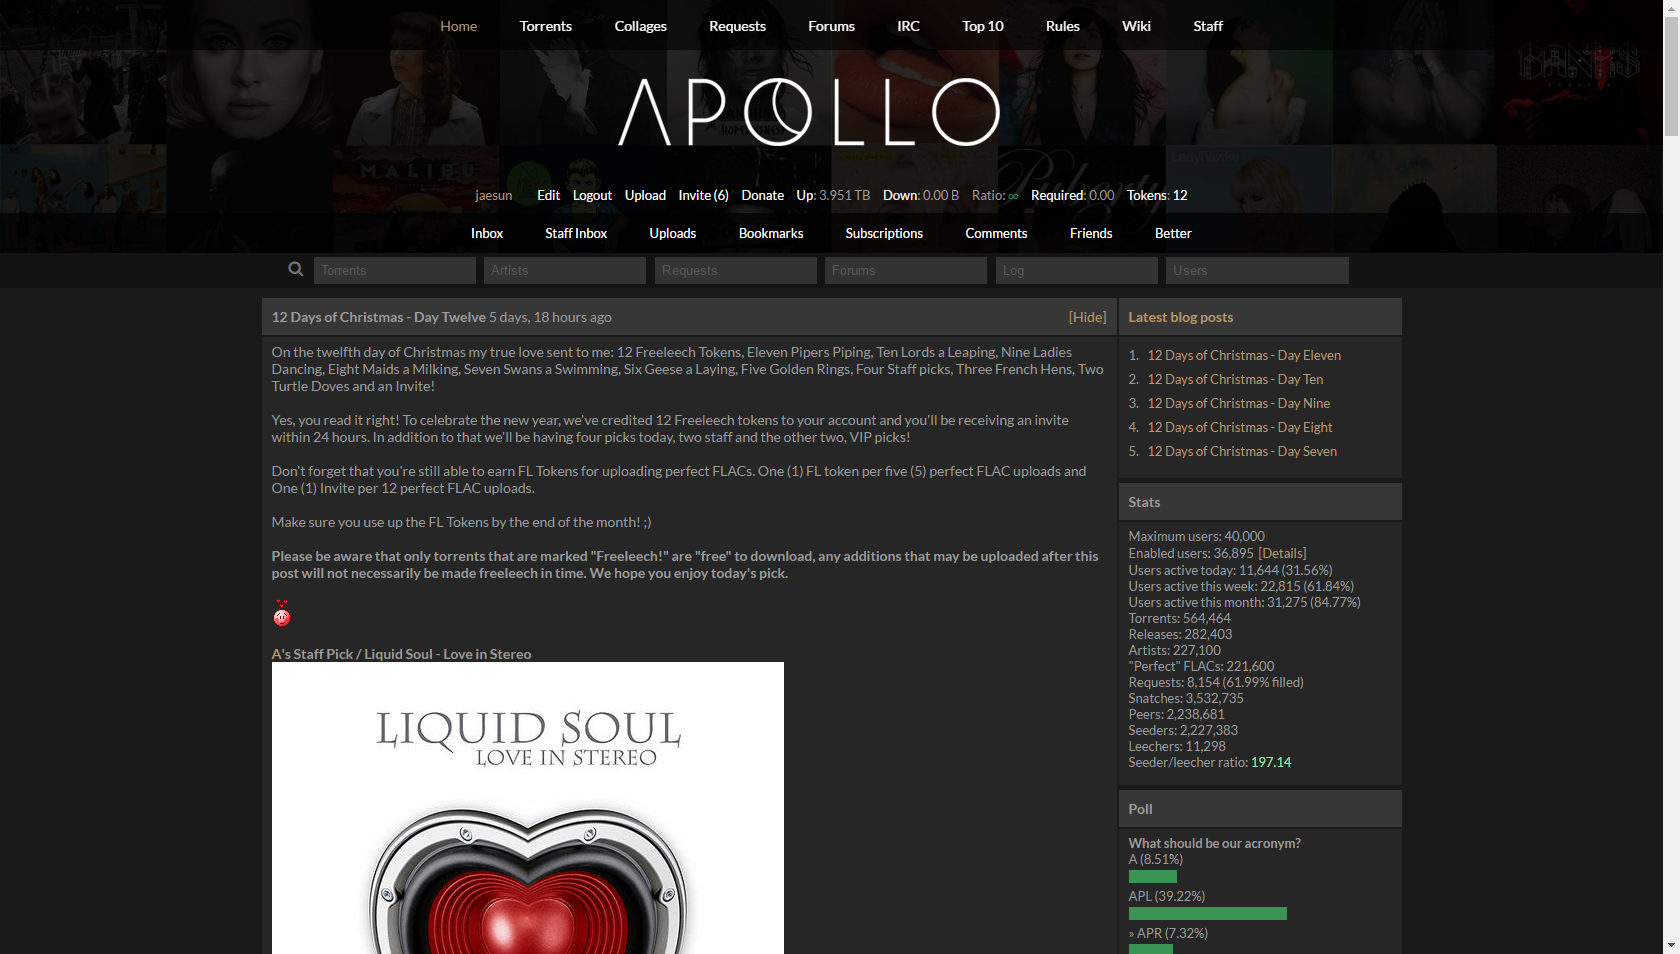 Home Torrents Collages Requests Forums IRC Top 10 Rules Wiki Staff
BANKS
APOLLO
MALIBU
Ladyhawke
jaesun Edit Logout Upload Invite (6) Donate Up: 3.951 TB Down: 0.00 B Ratio: ∞ Required: 0.00 Tokens: 12
Inbox Staff Inbox Uploads Bookmarks Subscriptions Comments Friends Better
Torrents Artists Requests Forums Log Users
12 Days of Christmas - Day Twelve 5 days, 18 hours ago [Hide]
On the twelfth day of Christmas my true love sent to me: 12 Freeleech Tokens, Eleven Pipers Piping, Ten Lords a Leaping, Nine Ladies
Dancing, Eight Maids a Milking, Seven Swans a Swimming, Six Geese a Laying, Five Golden Rings, Four Staff picks, Three French Hens, Two
Turtle Doves and an Invite!
Yes, you read it right! To celebrate the new year, we've credited 12 Freeleech tokens to your account and you'll be receiving an invite
within 24 hours. In addition to that we'll be having four picks today, two staff and the other two, VIP picks!
Don't forget that you're still able to earn FL Tokens for uploading perfect FLACs. One (1) FL token per five (5) perfect FLAC uploads and
One (1) Invite per 12 perfect FLAC uploads.
Make sure you use up the FL Tokens by the end of the month! ;)
Please be aware that only torrents that are marked "Freeleech!" are "free" to download, any additions that may be uploaded after this
post will not necessarily be made freeleech in time. We hope you enjoy today's pick.
A's Staff Pick / Liquid Soul - Love in Stereo
LIQUID SOUL
LOVE IN STEREO
Latest blog posts
1. 12 Days of Christmas - Day Eleven
2. 12 Days of Christmas - Day Ten
3. 12 Days of Christmas - Day Nine
4. 12 Days of Christmas - Day Eight
5. 12 Days of Christmas - Day Seven
Stats
Maximum users: 40,000
Enabled users: 36,895 [Details]
Users active today: 11,644 (31.56%)
Users active this week: 22,815 (61.84%)
Users active this month: 31,275 (84.77%)
Torrents: 564,464
Releases: 282,403
Artists: 227,100
"Perfect" FLACs: 221,600
Requests: 8,154 (61.99% filled)
Snatches: 3,532,735
Peers: 2,238,681
Seeders: 2,227,383
Leechers: 11,298
Seeder/leecher ratio: 197.14
Poll
What should be our acronym?
A (8.51%)
APL (39.22%)
» APR (7.32%)